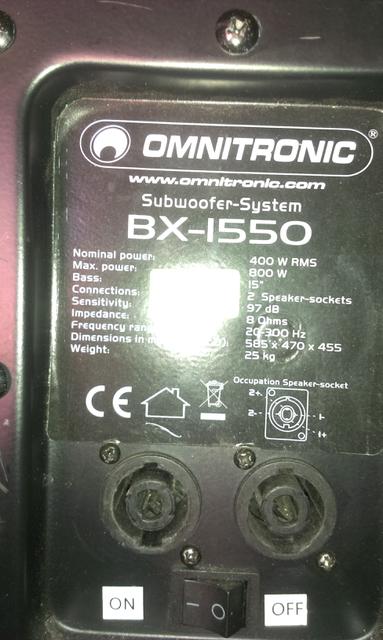 OMNITRONIC®
www.omnitronic.com
Subwoofer-System
BX-1550
Nominal power: 400 W RMS
Max. power: 800 W
Bass: 15"
Connections: 2 Speaker-sockets
Sensitivity: 97 dB
Impedance: 8 Ohms
Frequency 20-300 Hz
Dimensions in 585 x 470 x 455
Weight: 25 kg
CE
Occupation Speaker-socket
2+
2- 1-
1+
ON
OFF